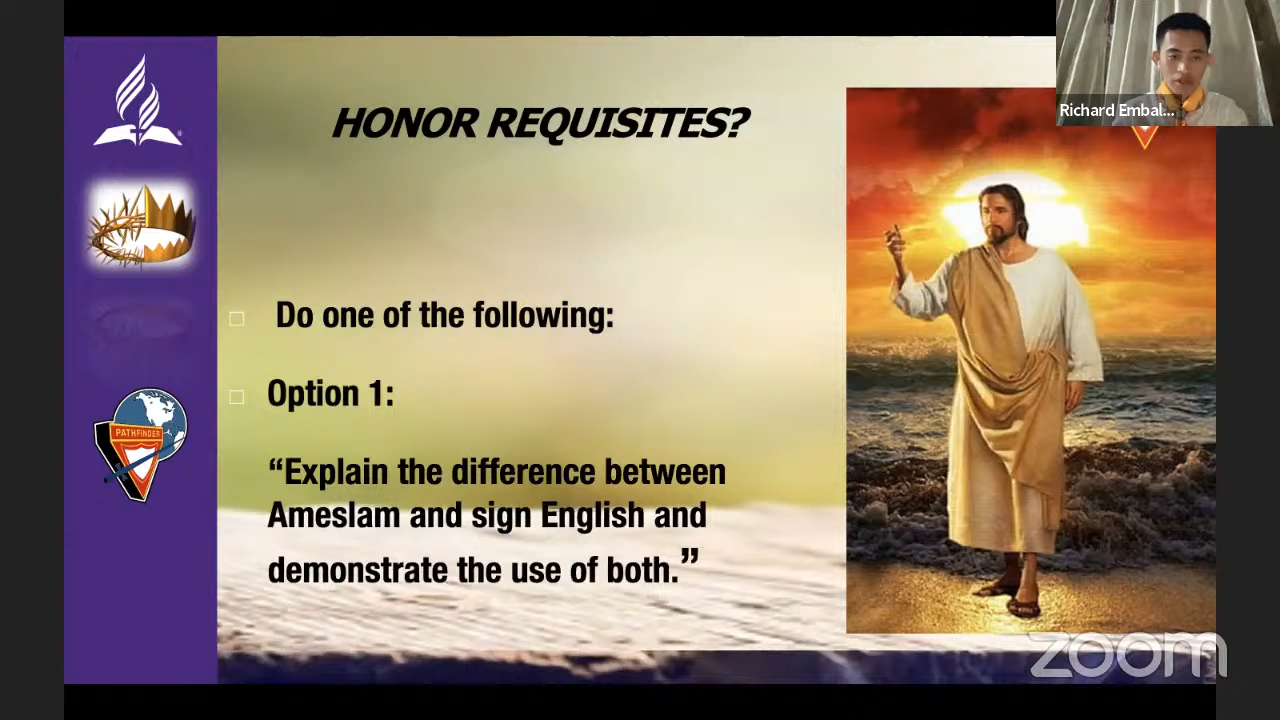 Richard Embal...
HONOR REQUISITES?
Do one of the following:
Option 1:
“Explain the difference between
Ameslam and sign English and
demonstrate the use of both.”
PATHFINDER
zoom